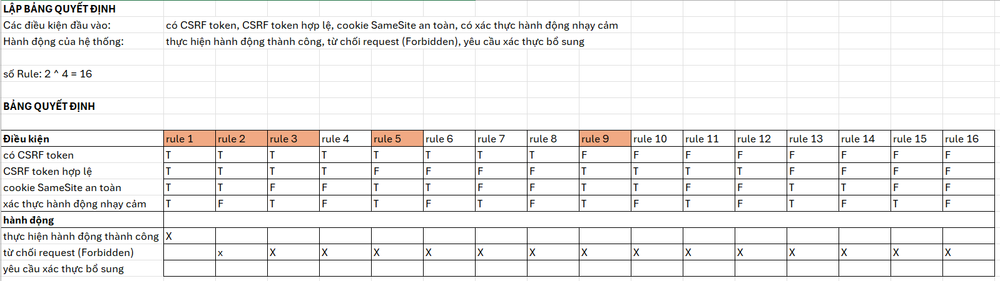 LẬP BẢNG QUYẾT ĐỊNH
Các điều kiện đầu vào: có CSRF token, CSRF token hợp lệ, cookie SameSite an toàn, có xác thực hành động nhạy cảm
Hành động của hệ thống: thực hiện hành động thành công, từ chối request (Forbidden), yêu cầu xác thực bổ sung
số Rule: 2 ^ 4 = 16
BẢNG QUYẾT ĐỊNH
Điều kiện rule 1 rule 2 rule 3 rule 4 rule 5 rule 6 rule 7 rule 8 rule 9 rule 10 rule 11 rule 12 rule 13 rule 14 rule 15 rule 16
có CSRF token T T T T T T T T F F F F F F F F
CSRF token hợp lệ T T T T F F F F T T T T F F F F
cookie SameSite an toàn T T F F T T F F T T F F T T F F
xác thực hành động nhạy cảm T F T F T F T F T F T F T F T F
hành động
thực hiện hành động thành công X
từ chối request (Forbidden) x X X X X X X X X X X X X X X
yêu cầu xác thực bổ sung